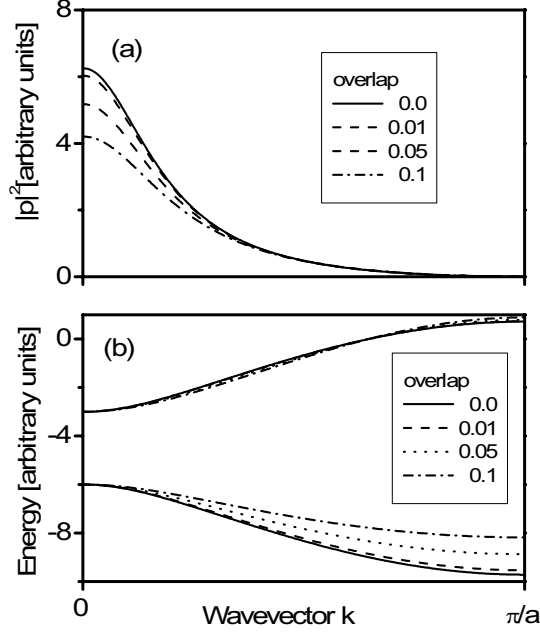 8
(a)
overlap
0.0
0.01
0.05
0.1
4
|p|²[arbitrary units]
0
0
(b)
overlap
0.0
0.01
0.05
0.1
-4
-8
Energy [arbitrary units]
0
Wavevector k
π/a